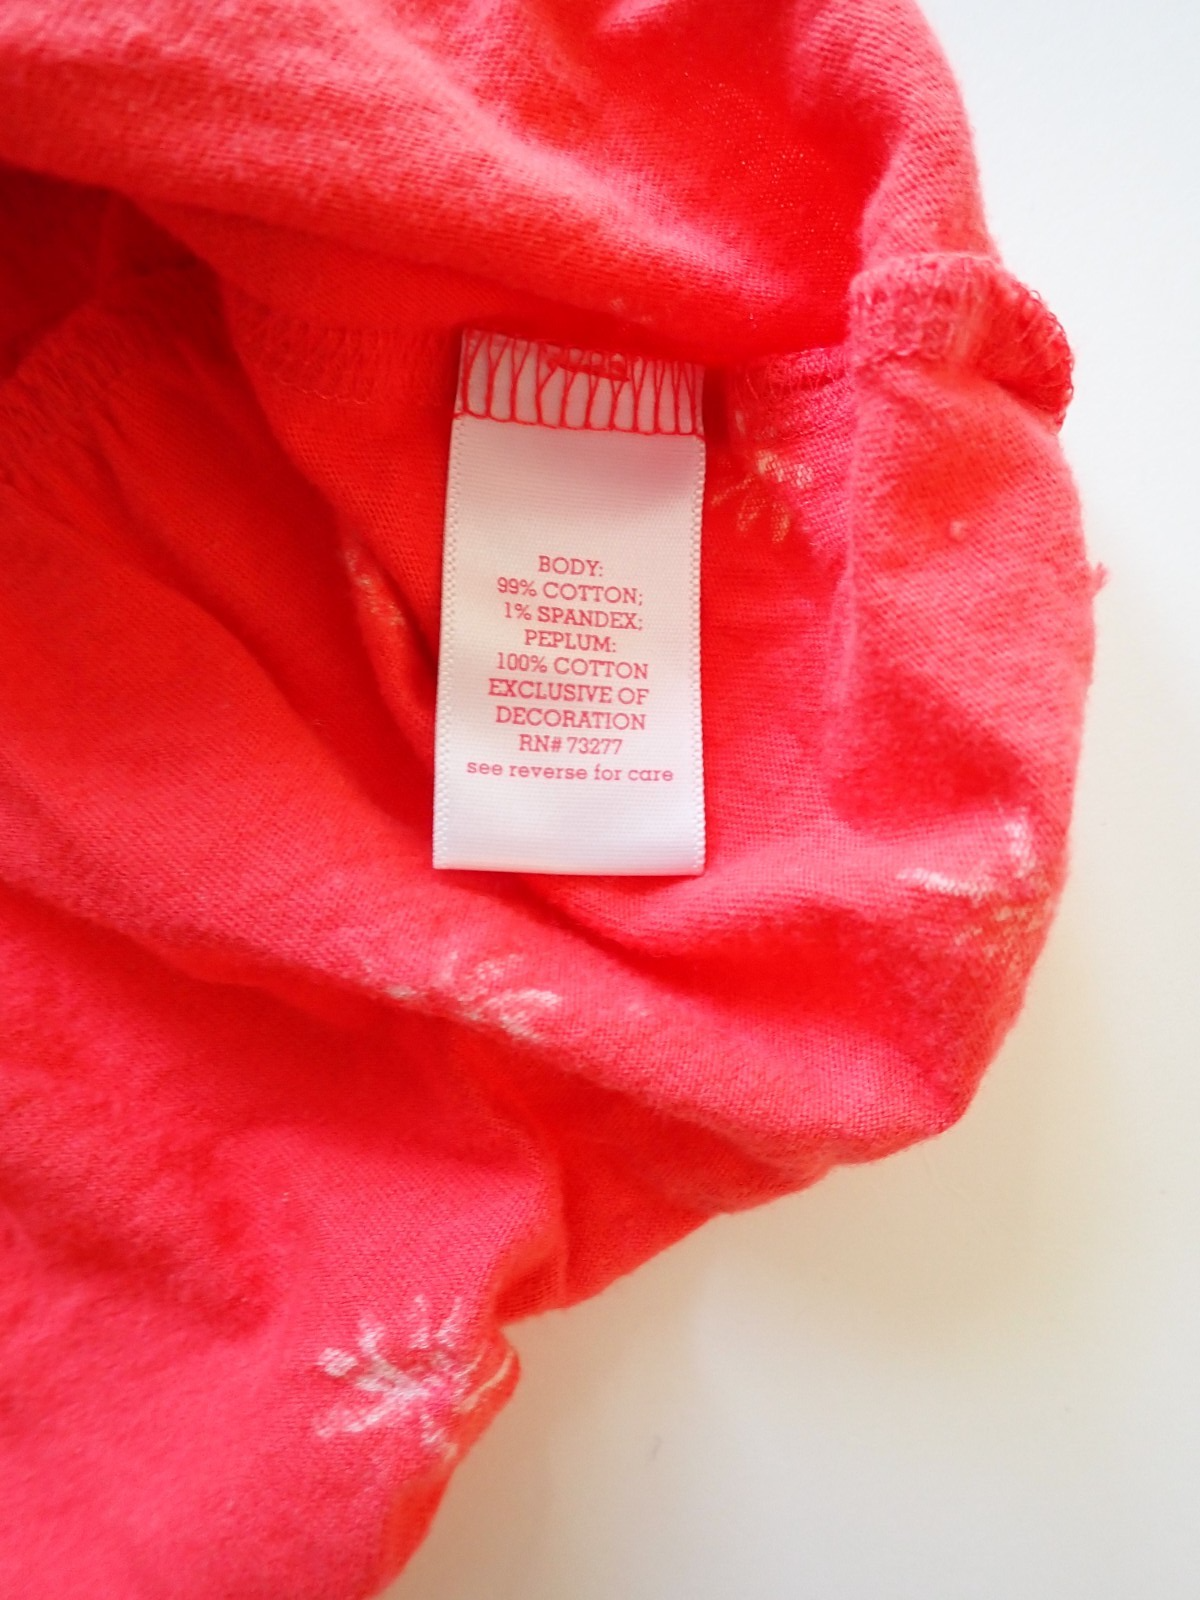 BODY:
99% COTTON;
1% SPANDEX;
PEPLUM:
100% COTTON
EXCLUSIVE OF
DECORATION
RN# 73277
see reverse for care